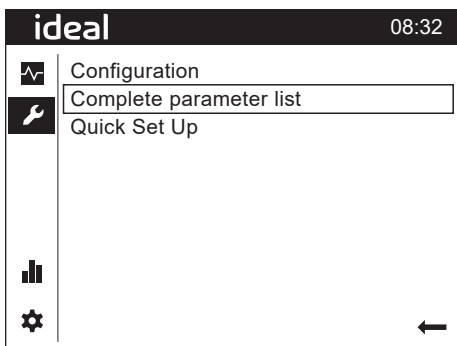 ideal 08:32
Configuration
Complete parameter list
Quick Set Up